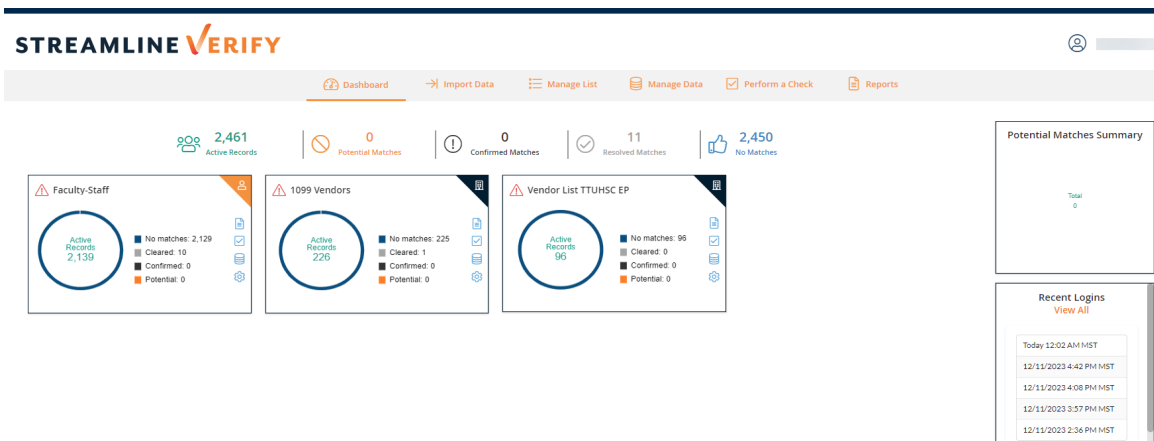 STREAMLINE VERIFY
Dashboard Import Data Manage List Manage Data Perform a Check Reports
2,461
Active Records
0
Potential Matches
0
Confirmed Matches
11
Resolved Matches
2,450
No Matches
Faculty-Staff
Active
Records
2,139
No matches: 2,129
Cleared: 10
Confirmed: 0
Potential: 0
1099 Vendors
Active
Records
226
No matches: 225
Cleared: 1
Confirmed: 0
Potential: 0
Vendor List TTUHSC EP
Active
Records
96
No matches: 96
Cleared: 0
Confirmed: 0
Potential: 0
Potential Matches Summary
Total
0
Recent Logins
View All
Today 12:02 AM MST
12/11/2023 4:42 PM MST
12/11/2023 4:08 PM MST
12/11/2023 3:57 PM MST
12/11/2023 2:36 PM MST